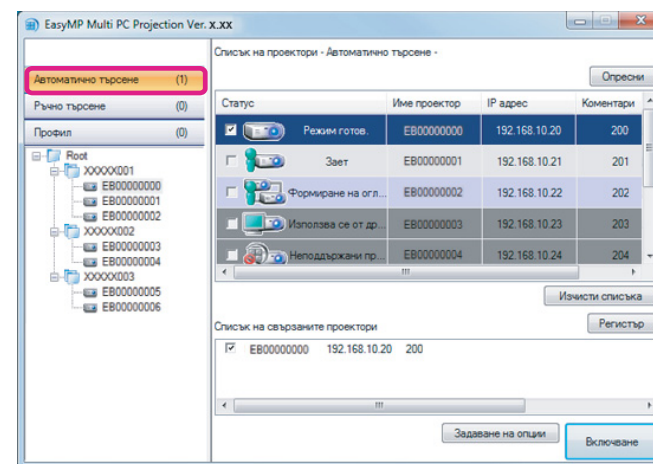 EasyMP Multi PC Projection Ver. X.XX
Списък на проектори - Автоматично търсене -
Автоматично търсене (1)
Опресни
Ръчно търсене (0)
Статус Име проектор IP адрес Коментари
Профил (0)
Режим готов. EB00000000 192.168.10.20 200
Root
XXXXX001
EB00000000
EB00000001
EB00000002
XXXXX002
EB00000003
EB00000004
XXXXX003
EB00000005
EB00000006
Зает EB00000001 192.168.10.21 201
Формиране на огл... EB00000002 192.168.10.22 202
Използва се от др... EB00000003 192.168.10.23 203
Неподдържани пр... EB00000004 192.168.10.24 204
Изчисти списъка
Списък на свързаните проектори
Регистър
EB00000000 192.168.10.20 200
Задаване на опции
Включване